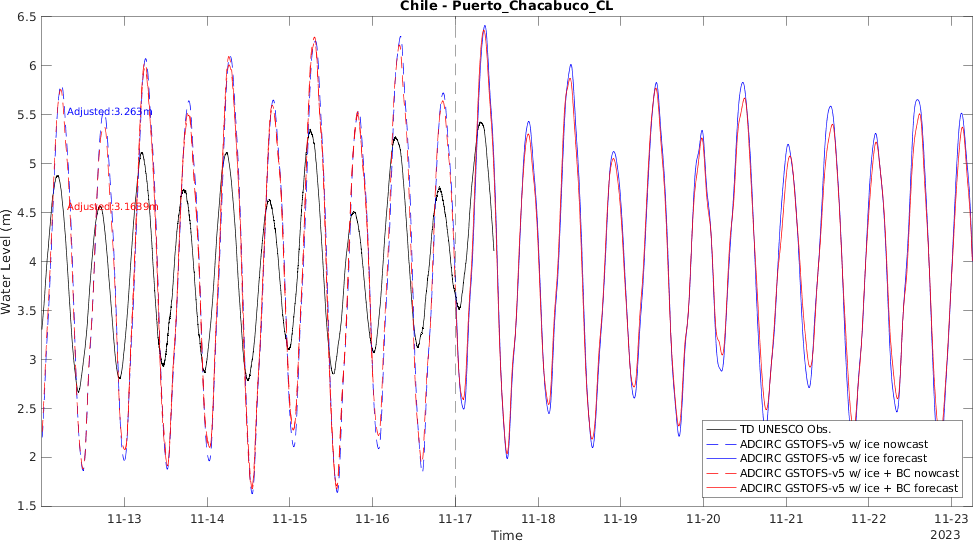 Chile - Puerto_Chacabuco_CL
6.5
6
5.5
5
4.5
4
3.5
3
2.5
2
1.5
Water Level (m)
Adjusted:3.263m
Adjusted:3.1689m
TD UNESCO Obs.
ADCIRC GSTOFS-v5 w/ ice nowcast
ADCIRC GSTOFS-v5 w/ ice forecast
ADCIRC GSTOFS-v5 w/ ice + BC nowcast
ADCIRC GSTOFS-v5 w/ ice + BC forecast
11-13 11-14 11-15 11-16 11-17 11-18 11-19 11-20 11-21 11-22 11-23
2023
Time